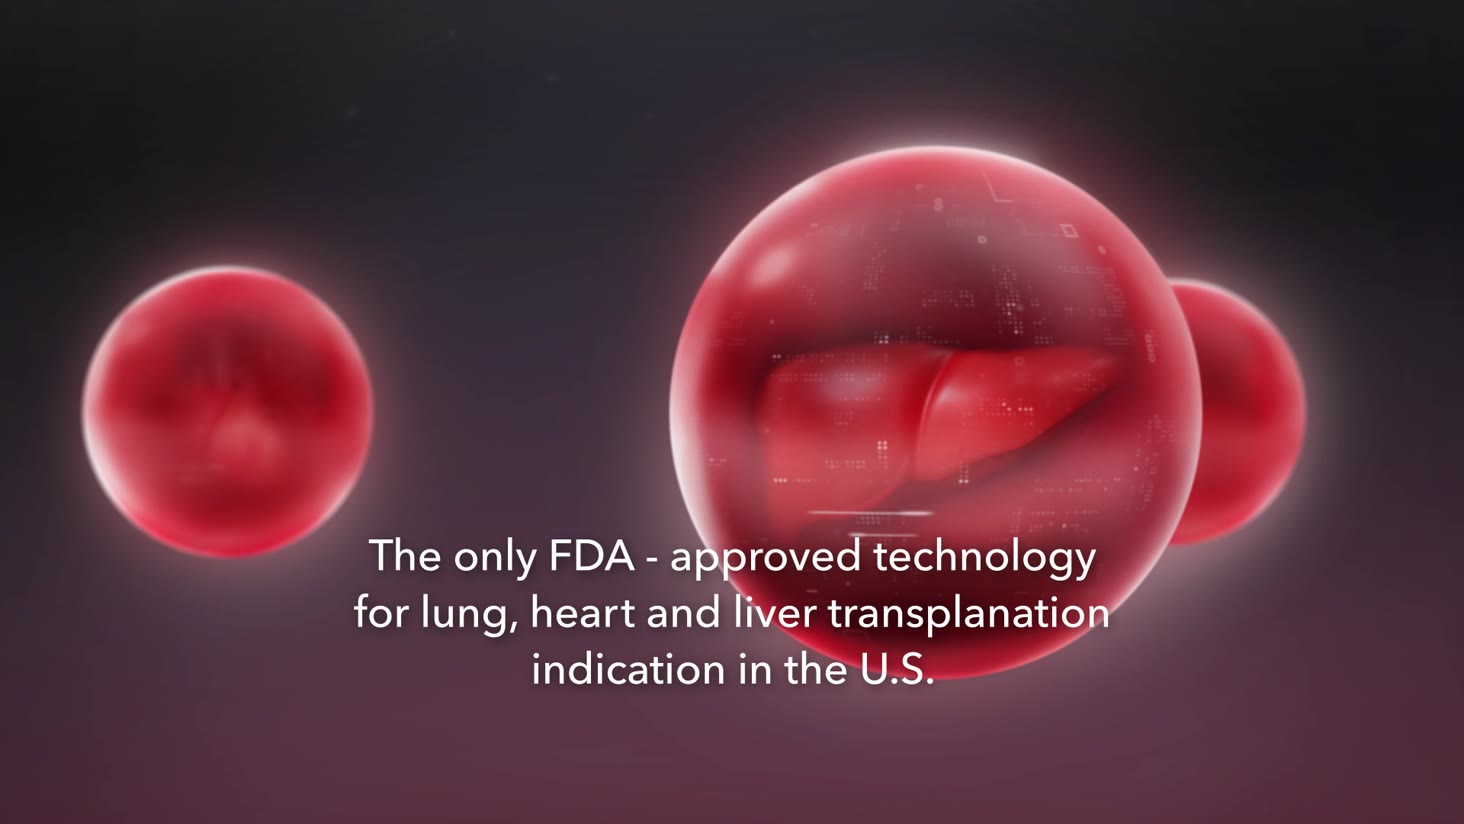 The only FDA - approved technology
for lung, heart and liver transplanation
indication in the U.S.